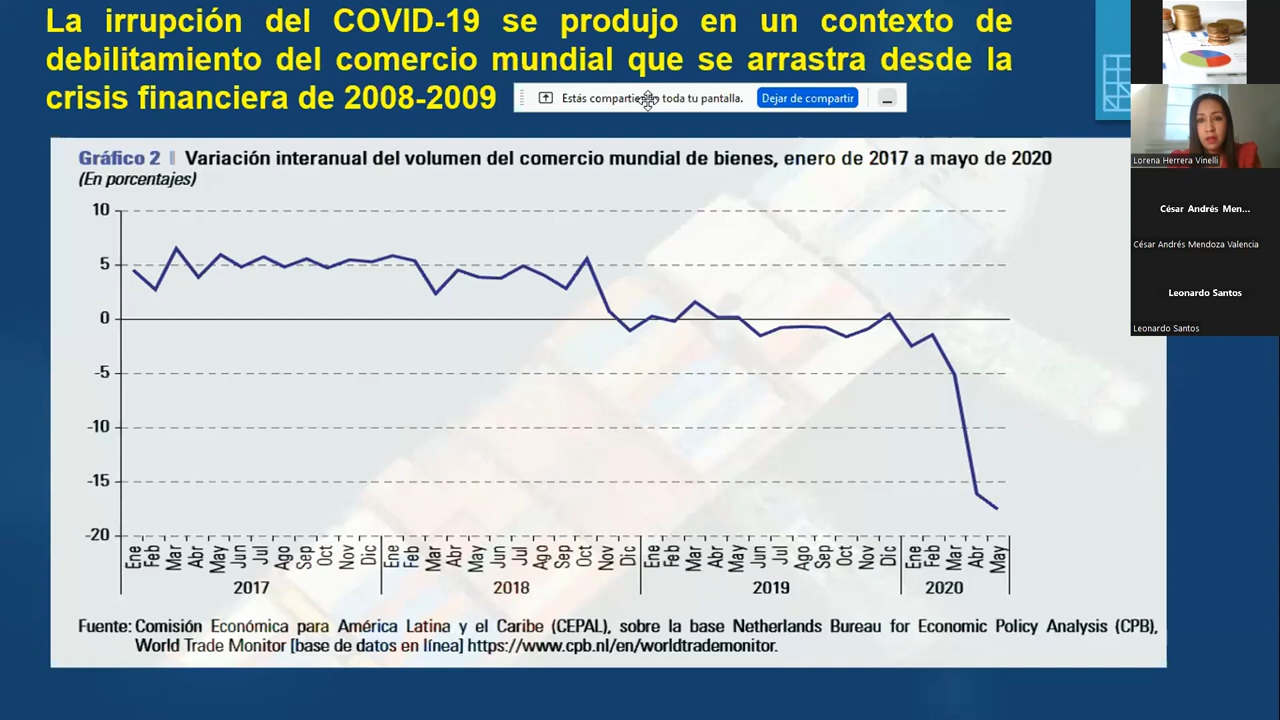 La irrupción del COVID-19 se produjo en un contexto de
debilitamiento del comercio mundial que se arrastra desde la
crisis financiera de 2008-2009
Estás compartiendo toda tu pantalla.
Dejar de compartir
Gráfico 2 | Variación interanual del volumen del comercio mundial de bienes, enero de 2017 a mayo de 2020
(En porcentajes)
10
5
0
-5
-10
-15
-20
Ene Feb Mar Abr May Jun Jul Ago Sep Oct Nov Dic Ene Feb Mar Abr May Jun Jul Ago Sep Oct Nov Dic Ene Feb Mar Abr May Jun Jul Ago Sep Oct Nov Dic Ene Feb Mar Abr May
2017 2018 2019 2020
Fuente: Comisión Económica para América Latina y el Caribe (CEPAL), sobre la base Netherlands Bureau for Economic Policy Analysis (CPB),
World Trade Monitor [base de datos en línea] https://www.cpb.nl/en/worldtrademonitor.
Lorena Herrera Vinelli
César Andrés Men...
César Andrés Mendoza Valencia
Leonardo Santos
Leonardo Santos